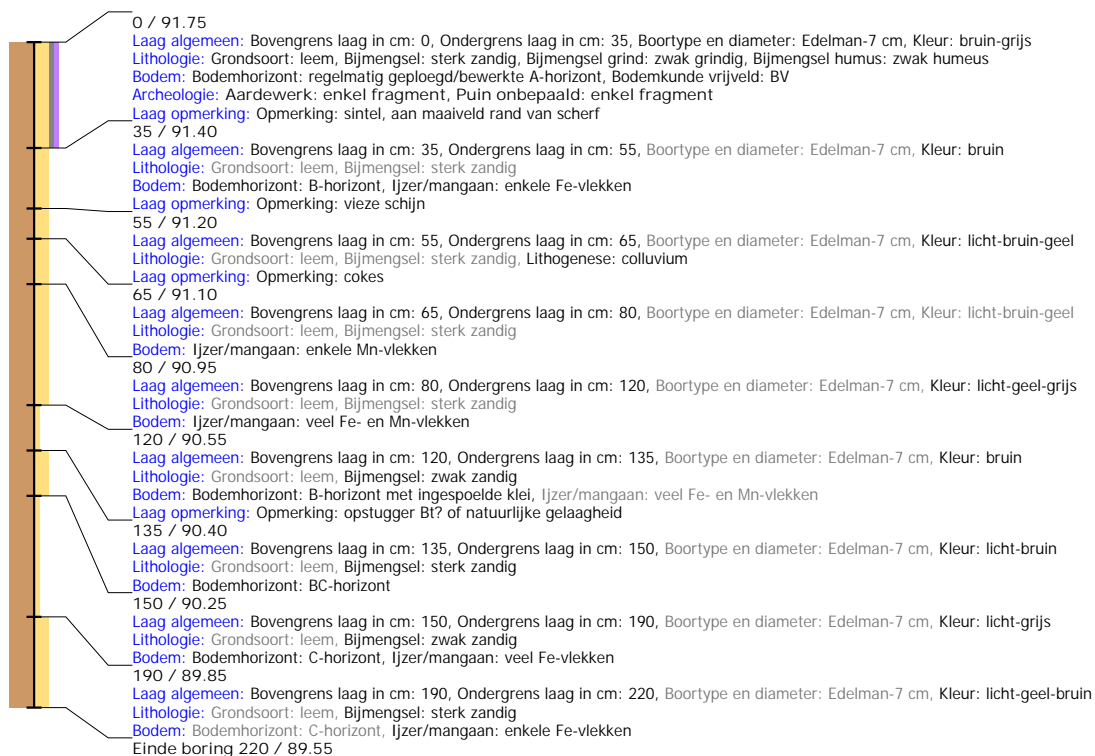 0 / 91.75
Laag algemeen: Bovengrens laag in cm: 0, Ondergrens laag in cm: 35, Boortype en diameter: Edelman-7 cm, Kleur: bruin-grijs
Lithologie: Grondsoort: leem, Bijmengsel: sterk zandig, Bijmengsel grind: zwak grindig, Bijmengsel humus: zwak humeus
Bodem: Bodemhorizont: regelmatig geploegd/bewerkte A-horizont, Bodemkunde vrijveld: BV
Archeologie: Aardewerk: enkel fragment, Puin onbepaald: enkel fragment
Laag opmerking: Opmerking: sintel, aan maaiveld rand van scherf
35 / 91.40
Laag algemeen: Bovengrens laag in cm: 35, Ondergrens laag in cm: 55, Boortype en diameter: Edelman-7 cm, Kleur: bruin
Lithologie: Grondsoort: leem, Bijmengsel: sterk zandig
Bodem: Bodemhorizont: B-horizont, Ijzer/mangaan: enkele Fe-vlekken
Laag opmerking: Opmerking: vieze schijn
55 / 91.20
Laag algemeen: Bovengrens laag in cm: 55, Ondergrens laag in cm: 65, Boortype en diameter: Edelman-7 cm, Kleur: licht-bruin-geel
Lithologie: Grondsoort: leem, Bijmengsel: sterk zandig, Lithogenese: colluvium
Laag opmerking: Opmerking: cokes
65 / 91.10
Laag algemeen: Bovengrens laag in cm: 65, Ondergrens laag in cm: 80, Boortype en diameter: Edelman-7 cm, Kleur: licht-bruin-geel
Lithologie: Grondsoort: leem, Bijmengsel: sterk zandig
Bodem: Ijzer/mangaan: enkele Mn-vlekken
80 / 90.95
Laag algemeen: Bovengrens laag in cm: 80, Ondergrens laag in cm: 120, Boortype en diameter: Edelman-7 cm, Kleur: licht-geel-grijs
Lithologie: Grondsoort: leem, Bijmengsel: sterk zandig
Bodem: Ijzer/mangaan: veel Fe- en Mn-vlekken
120 / 90.55
Laag algemeen: Bovengrens laag in cm: 120, Ondergrens laag in cm: 135, Boortype en diameter: Edelman-7 cm, Kleur: bruin
Lithologie: Grondsoort: leem, Bijmengsel: zwak zandig
Bodem: Bodemhorizont: B-horizont met ingespoelde klei, Ijzer/mangaan: veel Fe- en Mn-vlekken
Laag opmerking: Opmerking: opstugger Bt? of natuurlijke gelaagheid
135 / 90.40
Laag algemeen: Bovengrens laag in cm: 135, Ondergrens laag in cm: 150, Boortype en diameter: Edelman-7 cm, Kleur: licht-bruin
Lithologie: Grondsoort: leem, Bijmengsel: sterk zandig
Bodem: Bodemhorizont: BC-horizont
150 / 90.25
Laag algemeen: Bovengrens laag in cm: 150, Ondergrens laag in cm: 190, Boortype en diameter: Edelman-7 cm, Kleur: licht-grijs
Lithologie: Grondsoort: leem, Bijmengsel: zwak zandig
Bodem: Bodemhorizont: C-horizont, Ijzer/mangaan: veel Fe-vlekken
190 / 89.85
Laag algemeen: Bovengrens laag in cm: 190, Ondergrens laag in cm: 220, Boortype en diameter: Edelman-7 cm, Kleur: licht-geel-bruin
Lithologie: Grondsoort: leem, Bijmengsel: sterk zandig
Bodem: Bodemhorizont: C-horizont, Ijzer/mangaan: enkele Fe-vlekken
Einde boring 220 / 89.55